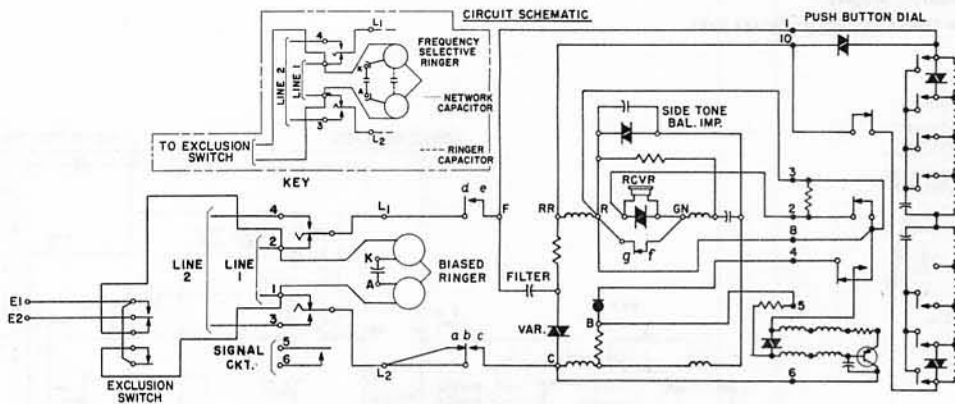 CIRCUIT SCHEMATIC
PUSH BUTTON DIAL
1
10
L1
4
FREQUENCY
SELECTIVE
RINGER
LINE 2
LINE 1
K
A
NETWORK
CAPACITOR
3
L2
RINGER
CAPACITOR
TO EXCLUSION
SWITCH
KEY
SIDE TONE
BAL. IMP.
RCVR
3
2
8
4
RR
R
GN
g
f
d
e
F
L1
4
2
LINE
2
LINE
1
K
A
BIASED
RINGER
FILTER
E1
E2
1
3
VAR.
B
5
SIGNAL
CKT.
5
6
a
b
c
C
L2
6
EXCLUSION
SWITCH